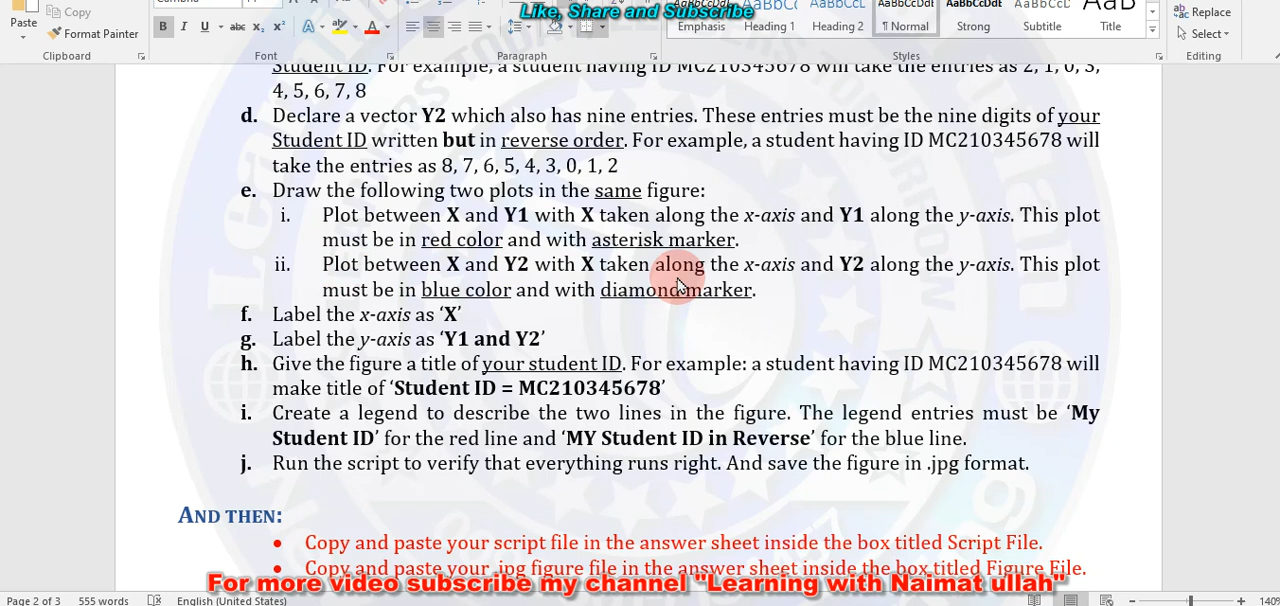 Like, Share and Subscribe
Paste
Copy
Format Painter
B I U abc x₂ x²
Emphasis Heading 1 Heading 2 ¶ Normal Strong Subtitle Title
Replace
Select
Clipboard Font Paragraph Styles Editing
Student ID. For example, a student having ID MC210345678 will take the entries as 2, 1, 0, 3,
4, 5, 6, 7, 8
d. Declare a vector Y2 which also has nine entries. These entries must be the nine digits of your
Student ID written but in reverse order. For example, a student having ID MC210345678 will
take the entries as 8, 7, 6, 5, 4, 3, 0, 1, 2
e. Draw the following two plots in the same figure:
i. Plot between X and Y1 with X taken along the x-axis and Y1 along the y-axis. This plot
must be in red color and with asterisk marker.
ii. Plot between X and Y2 with X taken along the x-axis and Y2 along the y-axis. This plot
must be in blue color and with diamond marker.
f. Label the x-axis as ‘X’
g. Label the y-axis as ‘Y1 and Y2’
h. Give the figure a title of your student ID. For example: a student having ID MC210345678 will
make title of ‘Student ID = MC210345678’
i. Create a legend to describe the two lines in the figure. The legend entries must be ‘My
Student ID’ for the red line and ‘MY Student ID in Reverse’ for the blue line.
j. Run the script to verify that everything runs right. And save the figure in .jpg format.
AND THEN:
• Copy and paste your script file in the answer sheet inside the box titled Script File.
• Copy and paste your .jpg figure file in the answer sheet inside the box titled Figure File.
For more video subscribe my channel "Learning with Naimat ullah"
Page 2 of 3 555 words English (United States) 140%